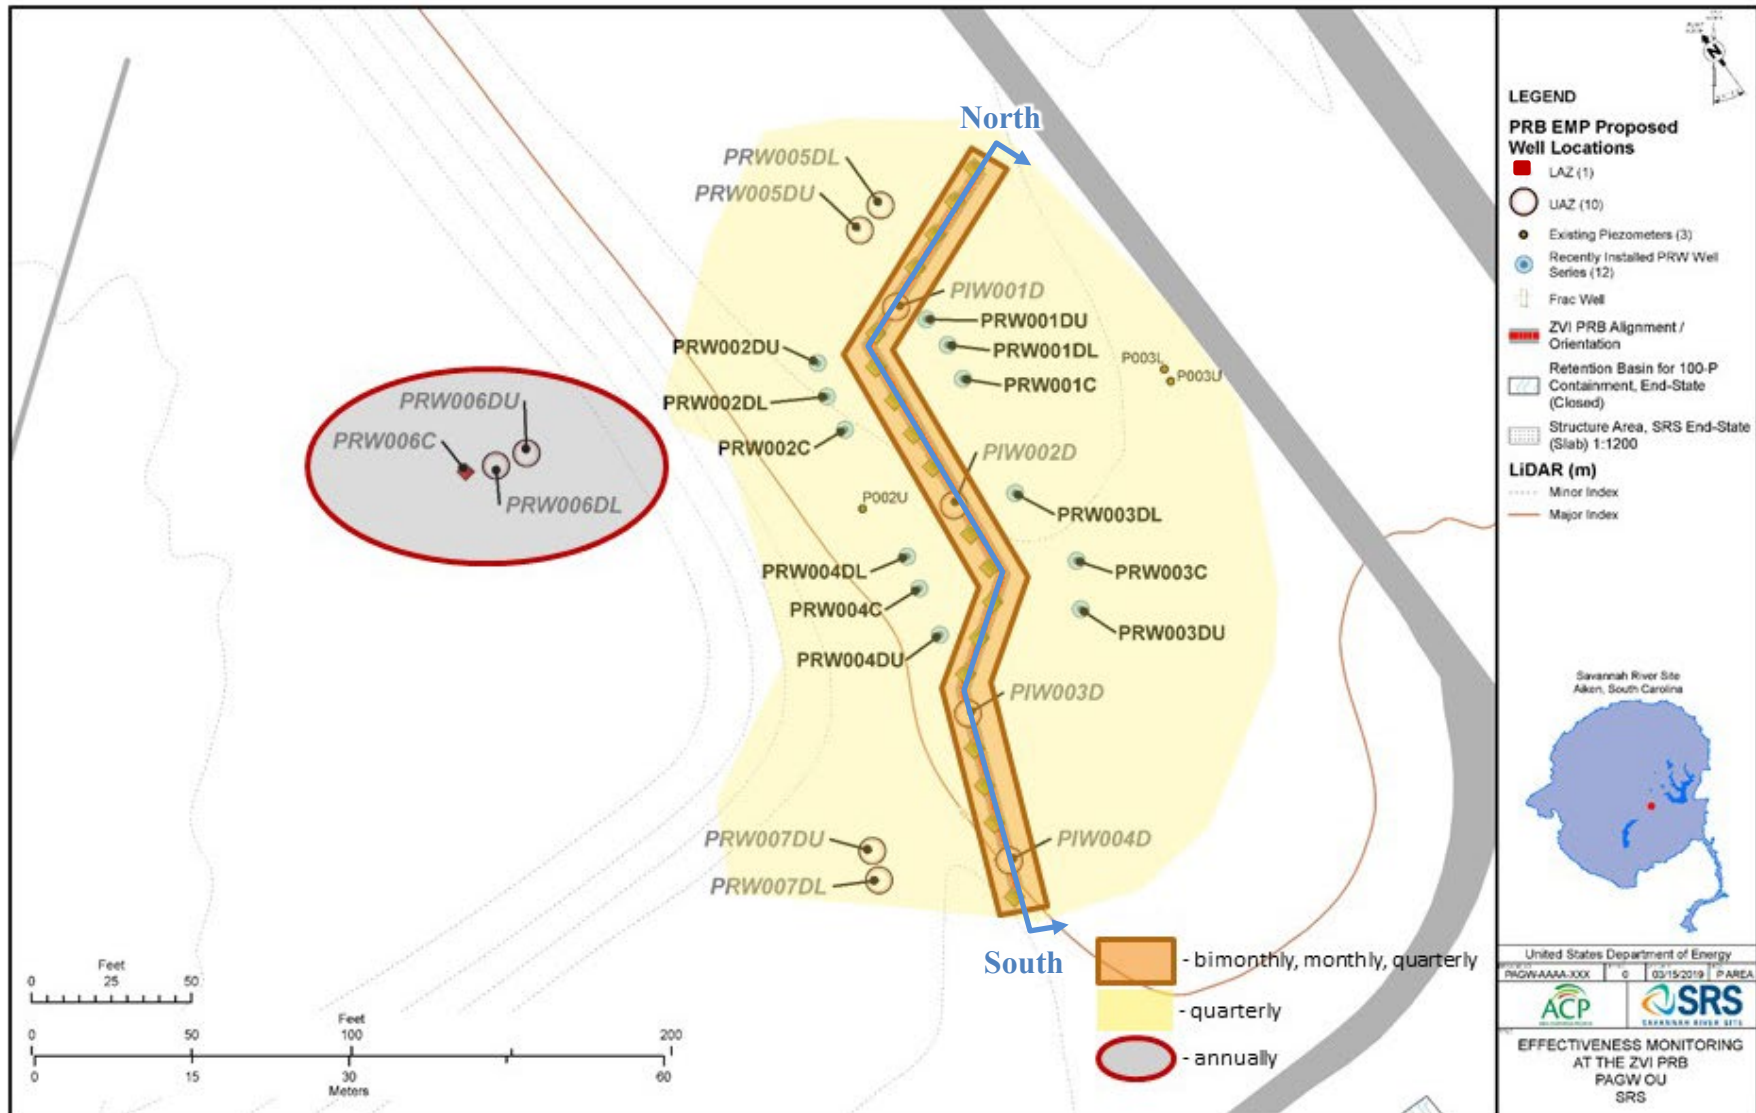 North
PRW005DL
PRW005DU
PIW001D
PRW001DU
PRW002DU
PRW001DL
P003L
P003U
PRW001C
PRW002DL
PRW006DU
PRW006C
PRW002C
PIW002D
P002U
PRW006DL
PRW003DL
PRW004DL
PRW003C
PRW004C
PRW003DU
PRW004DU
PIW003D
PRW007DU
PIW004D
PRW007DL
South
- bimonthly, monthly, quarterly
- quarterly
- annually
Feet
0 25 50
Feet
0 50 100 200
0 15 30 60
Meters
N
LEGEND
PRB EMP Proposed
Well Locations
LAZ (1)
UAZ (10)
Existing Piezometers (3)
Recently Installed PRW Well
Series (12)
Frac Well
ZVI PRB Alignment /
Orientation
Retention Basin for 100-P
Containment, End-State
(Closed)
Structure Area, SRS End-State
(Slab) 1:1200
LiDAR (m)
Minor Index
Major Index
Savannah River Site
Aiken, South Carolina
United States Department of Energy
PAGW-AAAA-XXX 0 03/15/2019 P AREA
ACP
SRS
SAVANNAH RIVER SITE
EFFECTIVENESS MONITORING
AT THE ZVI PRB
PAGW OU
SRS